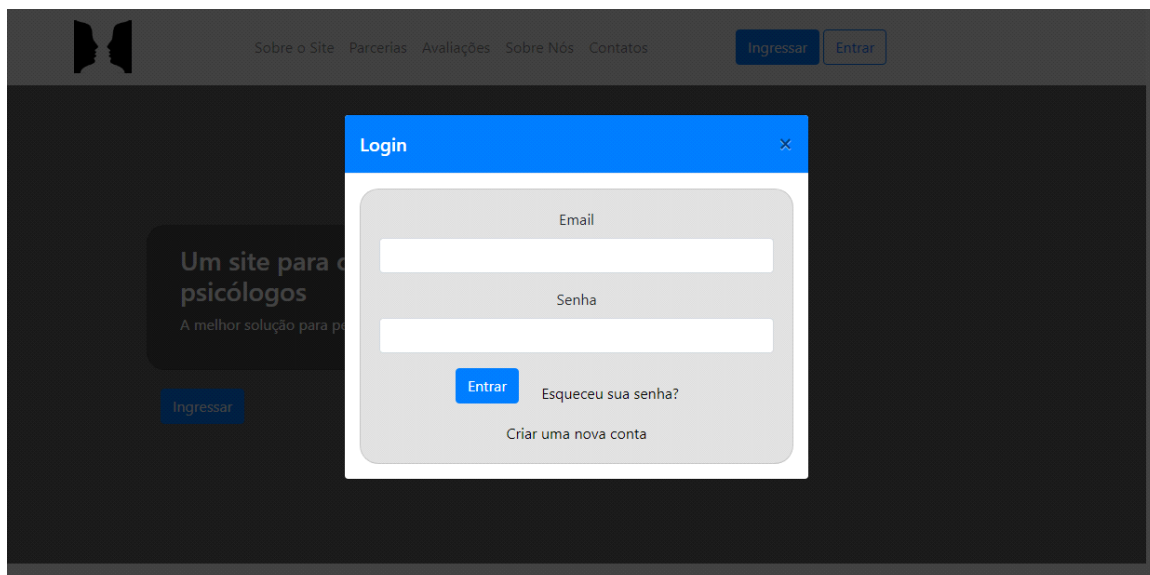 Sobre o Site Parcerias Avaliações Sobre Nós Contatos Ingressar Entrar
Login ×
Email
Um site para
psicólogos
Senha
A melhor solução para
Entrar Esqueceu sua senha?
Ingressar
Criar uma nova conta